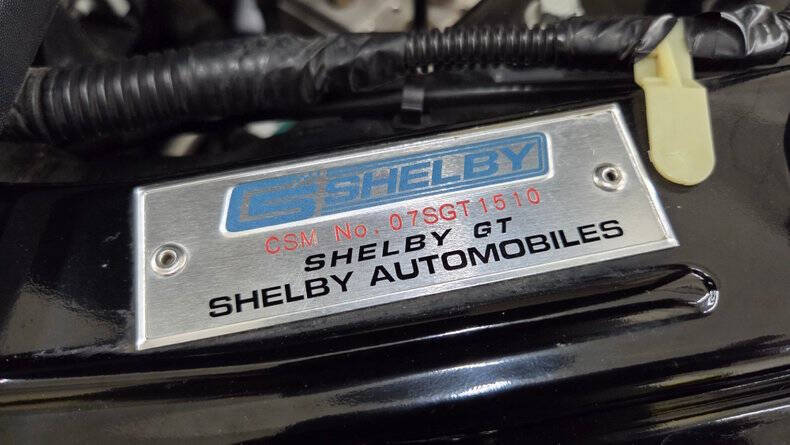 SHELBY
CSM No. 07SGT1510
SHELBY GT
SHELBY AUTOMOBILES